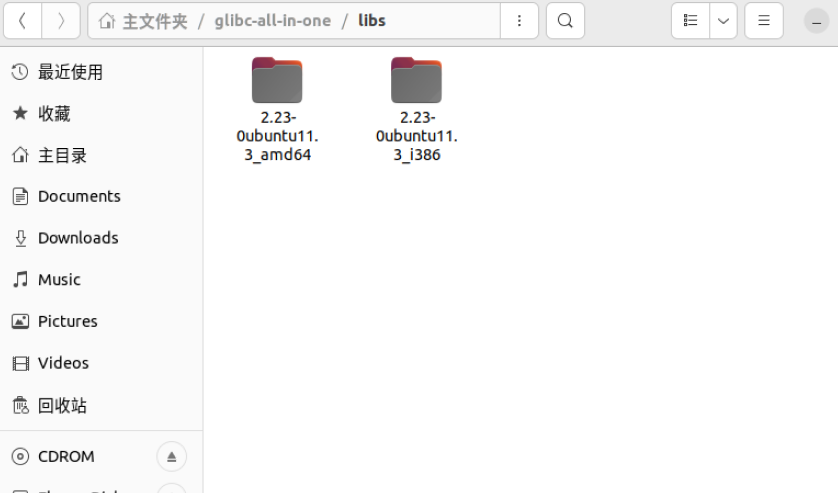 主文件夹 / glibc-all-in-one / libs
最近使用
收藏
主目录
Documents
Downloads
Music
Pictures
Videos
回收站
CDROM
2.23-
0ubuntu11.
3_amd64
2.23-
0ubuntu11.
3_i386